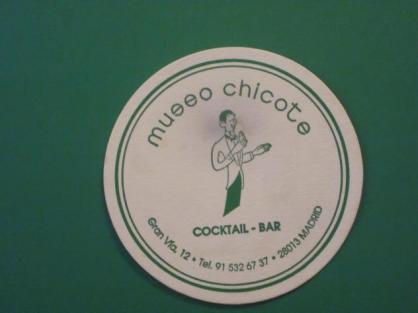 museo chicote
COCKTAIL - BAR
Gran Vía, 12 • Tel. 91 532 67 37 • 28013 MADRID